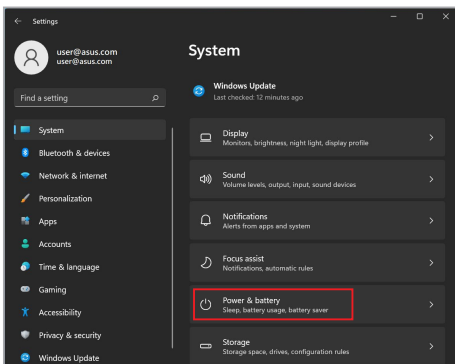 Settings
user@asus.com
user@asus.com
Find a setting
System
Bluetooth & devices
Network & internet
Personalization
Apps
Accounts
Time & language
Gaming
Accessibility
Privacy & security
Windows Update
System
Windows Update
Last checked: 12 minutes ago
Display
Monitors, brightness, night light, display profile
Sound
Volume levels, output, input, sound devices
Notifications
Alerts from apps and system
Focus assist
Notifications, automatic rules
Power & battery
Sleep, battery usage, battery saver
Storage
Storage space, drives, configuration rules